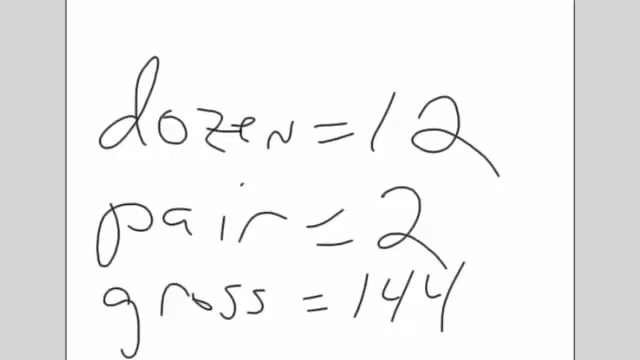 dozen = 12
pair = 2
gross = 144